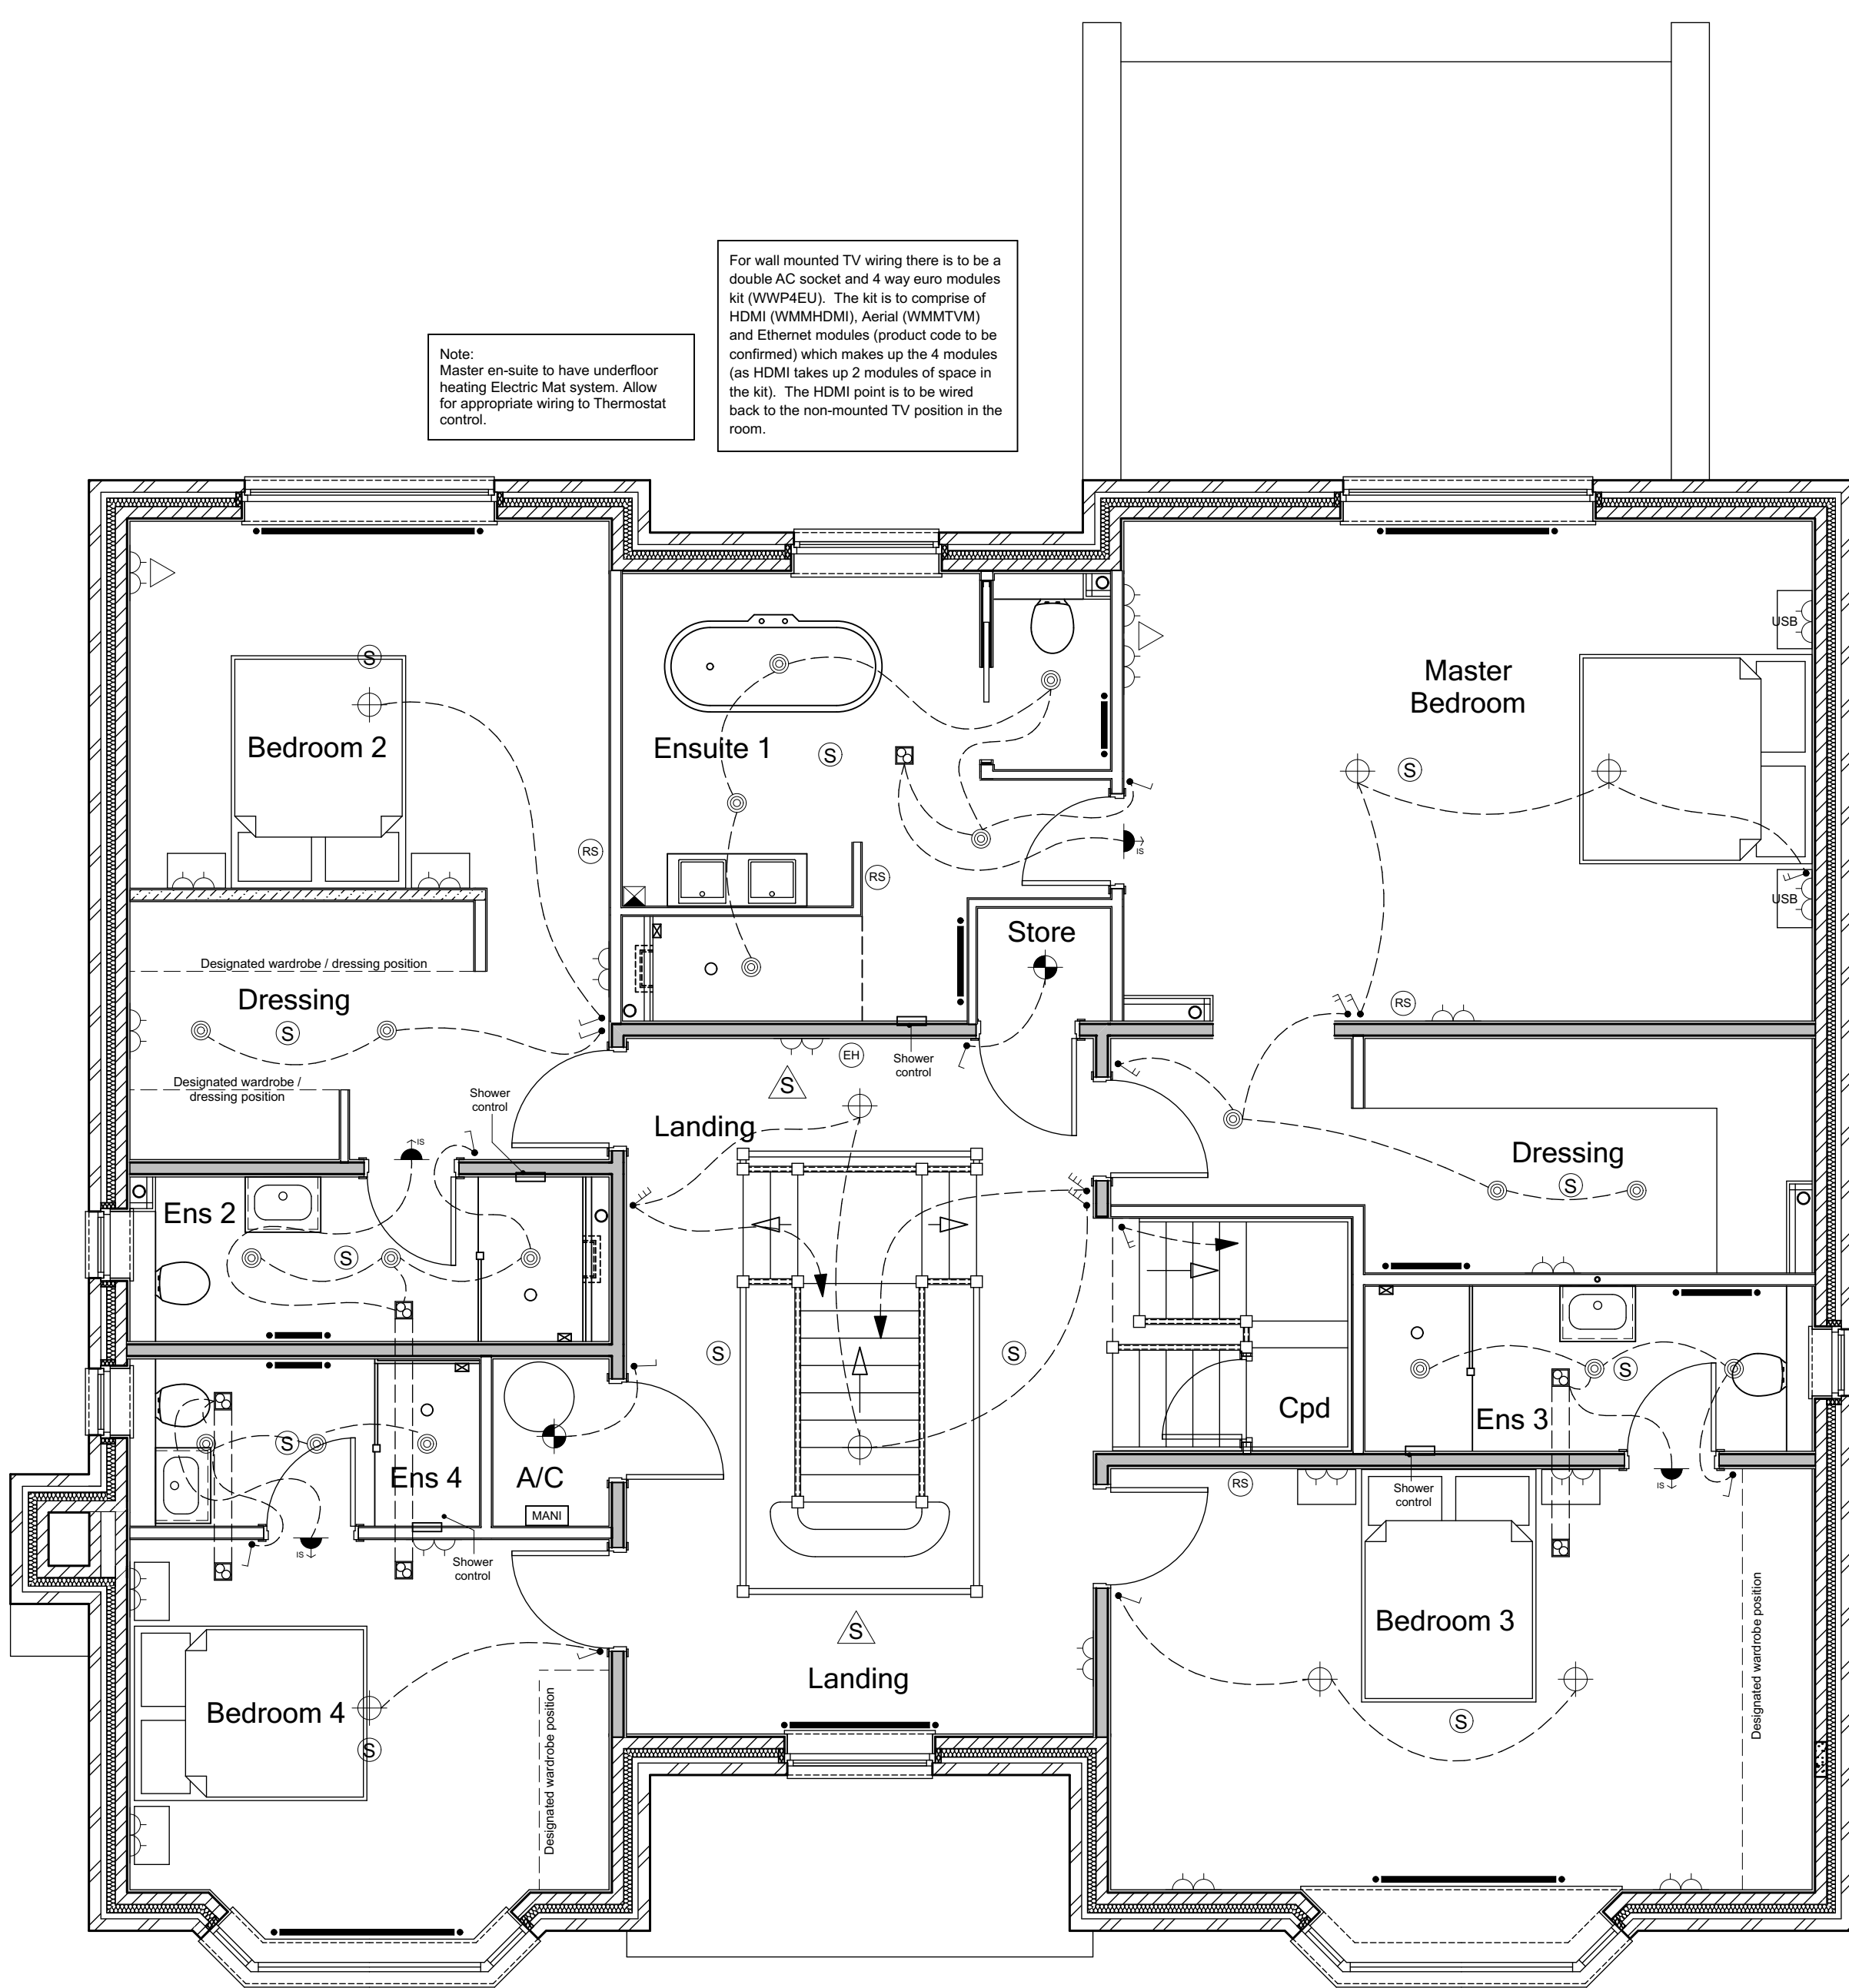 For wall mounted TV wiring there is to be a
double AC socket and 4 way euro modules
kit (WWP4EU).  The kit is to comprise of
HDMI (WMMHDMI), Aerial (WMMTVM)
and Ethernet modules (product code to be
confirmed) which makes up the 4 modules
(as HDMI takes up 2 modules of space in
the kit).  The HDMI point is to be wired
back to the non-mounted TV position in the
room.
Note:
Master en-suite to have underfloor
heating Electric Mat system. Allow
for appropriate wiring to Thermostat
control.
USB
S
Master
Bedroom
Bedroom 2
Ensuite 1
S
S
RS
IS
RS
USB
Store
Designated wardrobe / dressing position
Dressing
S
RS
EH
Shower
control
S
Designated wardrobe /
dressing position
Shower
control
Landing
IS
Dressing
S
Ens 2
S
S
S
S
Cpd
Ens 3
S
Ens 4
A/C
MANI
RS
Shower
control
IS
IS
Shower
control
Bedroom 3
S
Landing
Designated wardrobe position
Bedroom 4
S
S
Designated wardrobe position